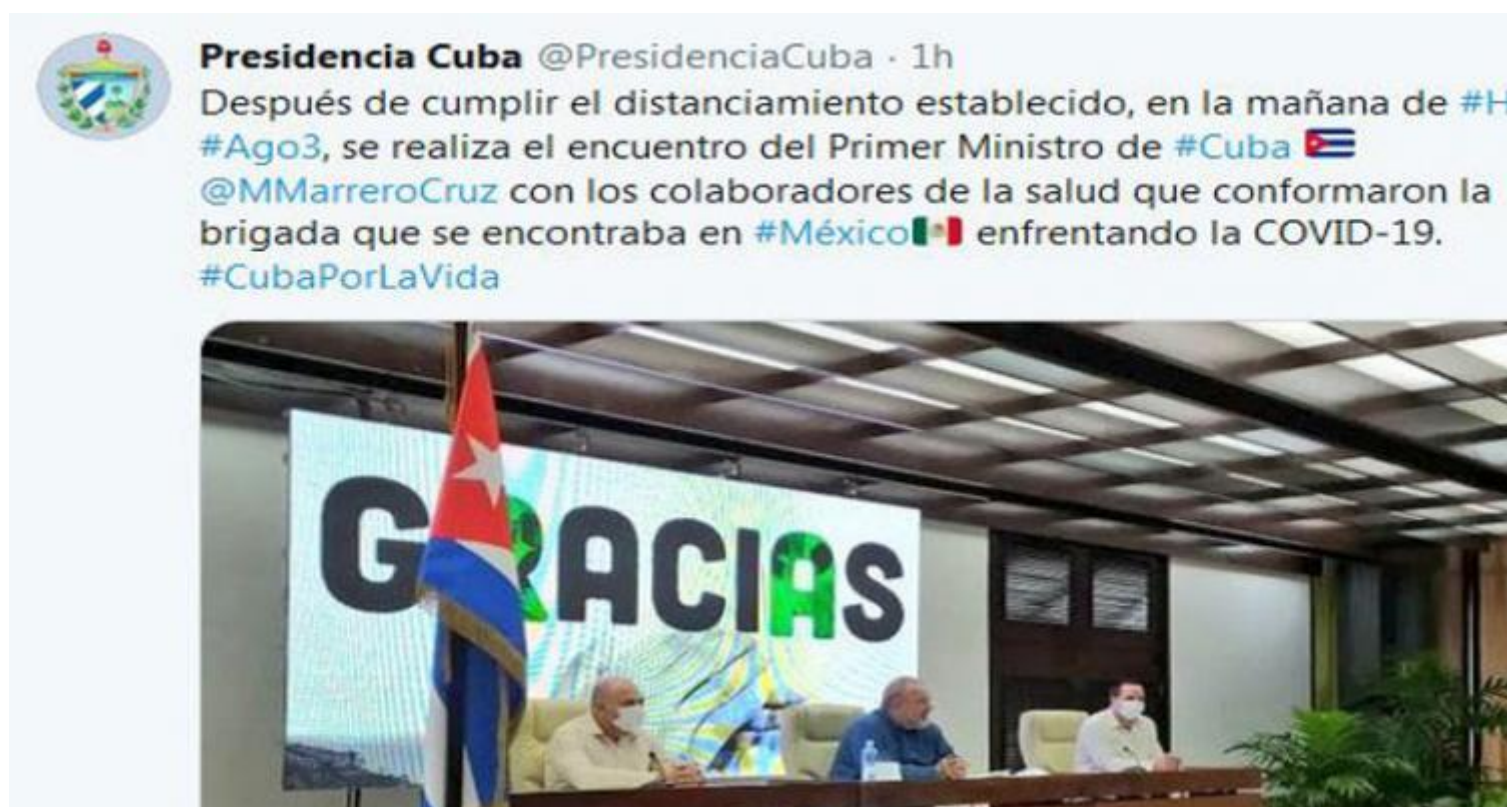 Presidencia Cuba @PresidenciaCuba · 1h
Después de cumplir el distanciamiento establecido, en la mañana de #H
#Ago3, se realiza el encuentro del Primer Ministro de #Cuba 🇨🇺
@MMarreroCruz con los colaboradores de la salud que conformaron la
brigada que se encontraba en #México🇲🇽 enfrentando la COVID-19.
#CubaPorLaVida
GRACIAS